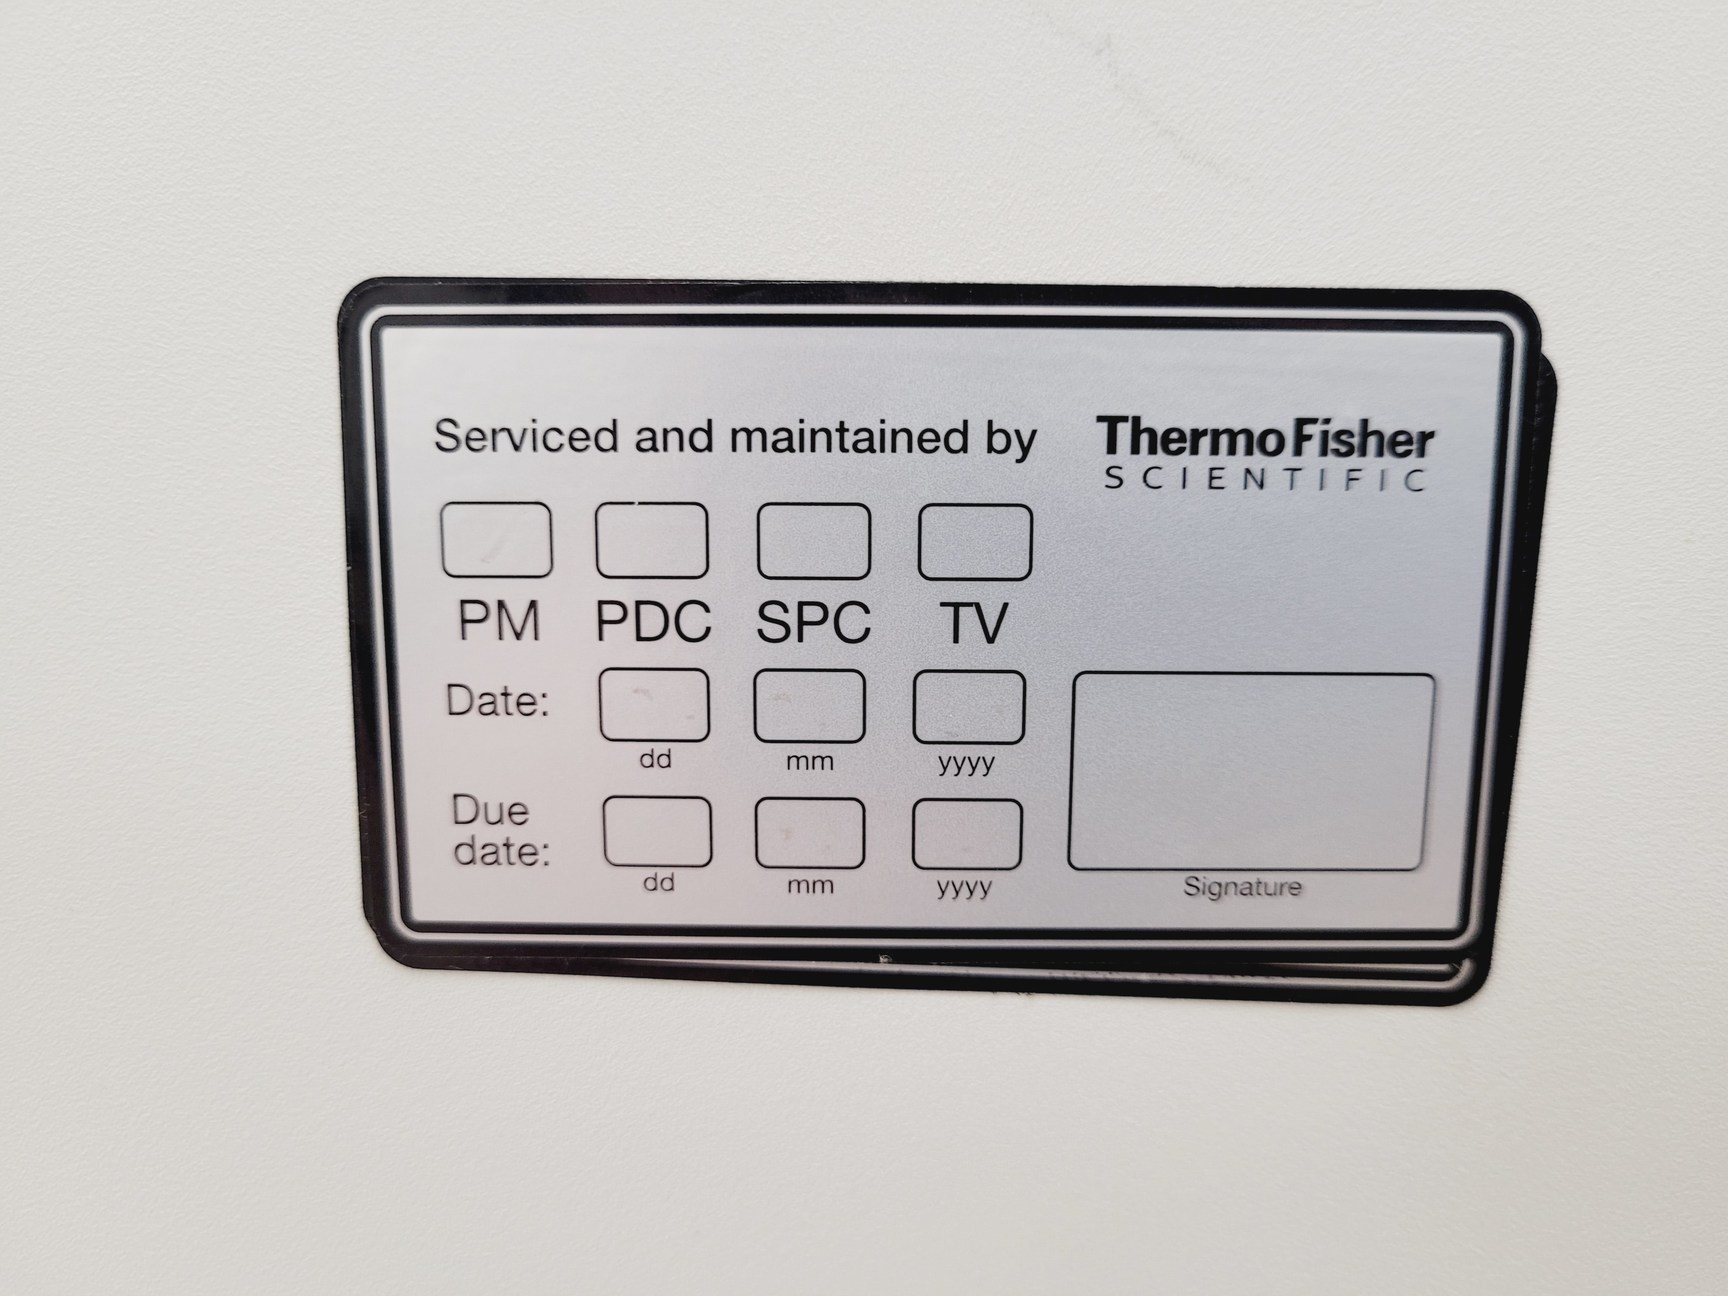 Serviced and maintained by ThermoFisher
SCIENTIFIC
PM PDC SPC TV
Date:
dd mm yyyy
Due
date:
dd mm yyyy
Signature